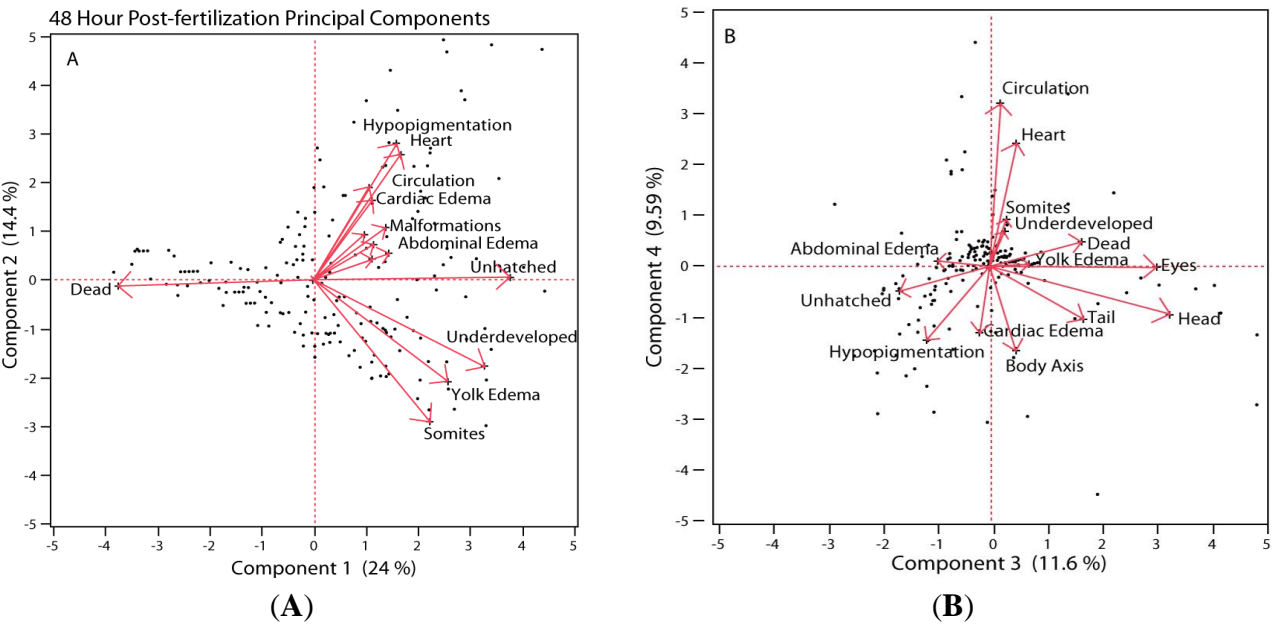 48 Hour Post-fertilization Principal Components
A
5
4
3
2
1
0
-1
-2
-3
-4
-5
Component 2 (14.4 %)
Hypopigmentation
Heart
Circulation
Cardiac Edema
Malformations
Abdominal Edema
Unhatched
Dead
Underdeveloped
Yolk Edema
Somites
-5 -4 -3 -2 -1 0 1 2 3 4 5
Component 1 (24 %)
(A)
B
5
4
3
2
1
0
-1
-2
-3
-4
-5
Component 4 (9.59 %)
Circulation
Heart
Somites
Underdeveloped
Dead
Abdominal Edema
Yolk Edema
Eyes
Unhatched
Tail
Head
Cardiac Edema
Hypopigmentation
Body Axis
-5 -4 -3 -2 -1 0 1 2 3 4 5
Component 3 (11.6 %)
(B)